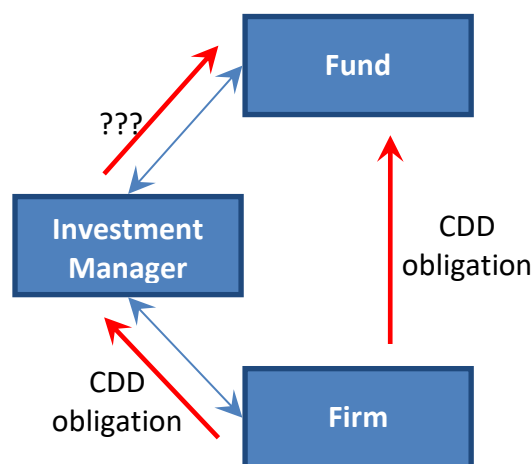 Fund
???
Investment
Manager
CDD
obligation
CDD
obligation
Firm